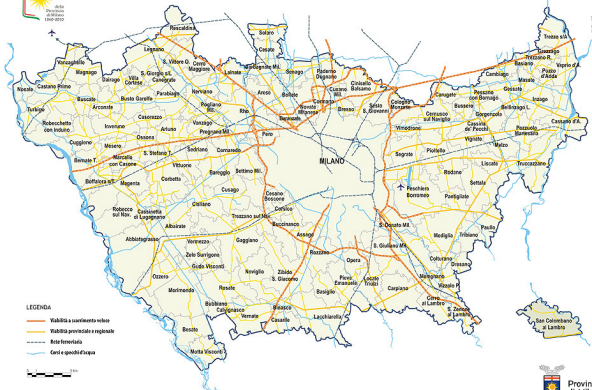 della
Provincia
di Milano
1860-2010
Rescaldina
Solaro
Trezzo s/A
Legnano
Cesate
Grezzago
Vanzaghello
S. Vittore O.
Cerro
Maggiore
Garbagnate Mil.
Paderno
Dugnano
Trezzano R.
Vaprio d'A.
Magnago
Dairago
Villa
Cortese
S. Giorgio s/L
Canegrate
Lainate
Senago
Cinisello
Balsamo
Cambiago
Basiano
Pozzo
d'Adda
Nosate
Castano Primo
Parabiago
Nerviano
Arese
Bollate
Cusano
Mil.
Cormano
Sesto
S. Giovanni
Cologno
Monzese
Carugate
Pessano
con Bornago
Masate
Gessate
Turbigo
Buscate
Busto Garolfo
Pogliano
Rho
Novate
Milanese
Bresso
Bussero
Bellinzago L.
Inzago
Arconate
Casorezzo
Vanzago
Baranzate
Cernusco
sul Naviglio
Gorgonzola
Robecchetto
con Induno
Inveruno
Arluno
Pregnana Mil.
Pero
Vimodrone
Cassina
de' Pecchi
Pozzuolo
Martesana
Cassano d'A.
Cuggiono
Mesero
Ossona
Sedriano
Cornaredo
Vignate
Melzo
Bernate T.
Marcallo
con Casone
S. Stefano T.
Vittuone
Settimo Mil.
MILANO
Segrate
Pioltello
Liscate
Truccazzano
Boffalora s/T
Magenta
Corbetta
Bareggio
Cusago
Cesano
Boscone
Peschiera
Borromeo
Rodano
Settala
Robecco
sul Nav.
Cassinetta
di Lugagnano
Cisliano
Trezzano sul Nav.
Corsico
Buccinasco
Pantigliate
Albairate
S. Donato Mil.
Mediglia
Tribiano
Paullo
Abbiategrasso
Vermezzo
Gaggiano
Assago
S. Giuliano Mil.
Zelo Surrigone
Gudo Visconti
Rozzano
Opera
Colturano
Dresano
Ozzero
Noviglio
Zibido
S. Giacomo
Pieve
Emanuele
Locate
Triulzi
Melegnano
Vizzolo P.
Morimondo
Rosate
Basiglio
Carpiano
Cerro
al Lambro
Bubbiano
Calvignasco
Vernate
Binasco
Casarile
Lacchiarella
S. Zenone
al Lambro
San Colombano
al Lambro
Besate
Motta Visconti
LEGENDA
Viabilità a scorrimento veloce
Viabilità provinciale e regionale
Rete ferroviaria
Corsi e specchi d'acqua
Provin